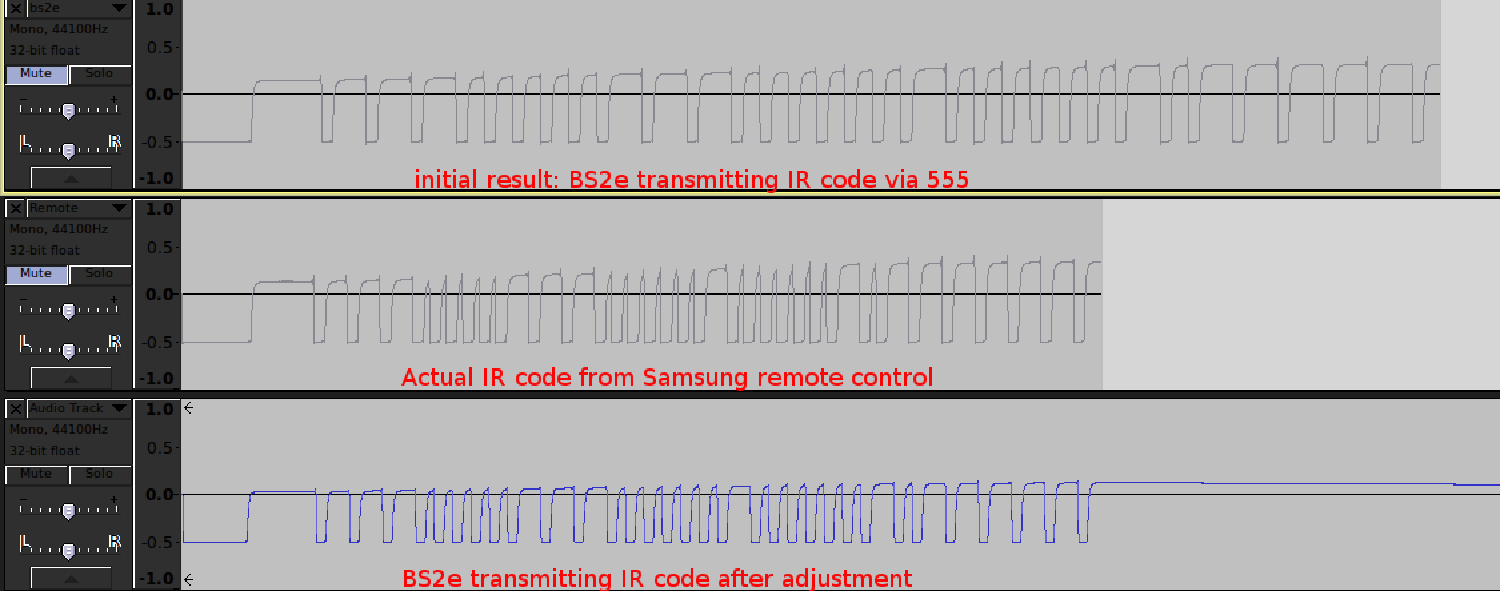 bs2e
Mono, 44100Hz
32-bit float
Mute Solo
- +
L R
1.0
0.5
0.0
-0.5
-1.0
initial result: BS2e transmitting IR code via 555
Remote
Mono, 44100Hz
32-bit float
Mute Solo
- +
L R
1.0
0.5
0.0
-0.5
-1.0
Actual IR code from Samsung remote control
Audio Track
Mono, 44100Hz
32-bit float
Mute Solo
- +
L R
1.0
0.5
0.0
-0.5
-1.0
BS2e transmitting IR code after adjustment